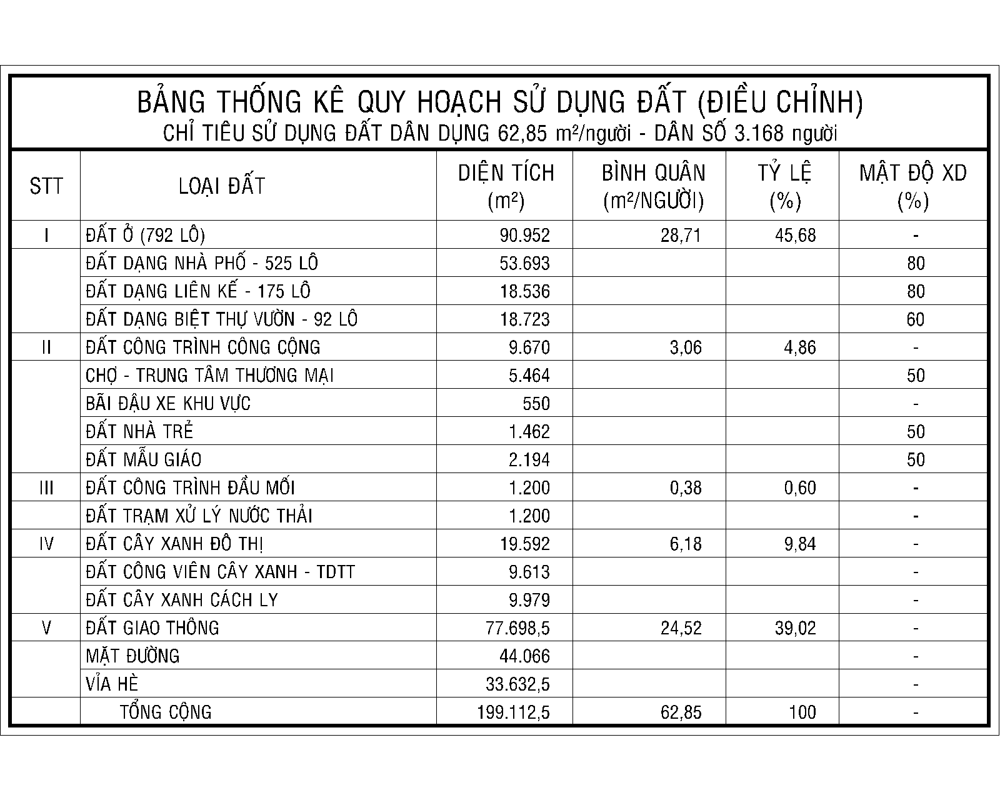 BẢNG THỐNG KÊ QUY HOẠCH SỬ DỤNG ĐẤT (ĐIỀU CHỈNH)
CHỈ TIÊU SỬ DỤNG ĐẤT DÂN DỤNG 62,85 m²/người - DÂN SỐ 3.168 người
STT LOẠI ĐẤT DIỆN TÍCH (m²) BÌNH QUÂN (m²/NGƯỜI) TỶ LỆ (%) MẬT ĐỘ XD (%)
I ĐẤT Ở (792 LÔ) 90.952 28,71 45,68 -
ĐẤT DẠNG NHÀ PHỐ - 525 LÔ 53.693 80
ĐẤT DẠNG LIÊN KẾ - 175 LÔ 18.536 80
ĐẤT DẠNG BIỆT THỰ VƯỜN - 92 LÔ 18.723 60
II ĐẤT CÔNG TRÌNH CÔNG CỘNG 9.670 3,06 4,86 -
CHỢ - TRUNG TÂM THƯƠNG MẠI 5.464 50
BÃI ĐẬU XE KHU VỰC 550 -
ĐẤT NHÀ TRẺ 1.462 50
ĐẤT MẪU GIÁO 2.194 50
III ĐẤT CÔNG TRÌNH ĐẦU MỐI 1.200 0,38 0,60 -
ĐẤT TRẠM XỬ LÝ NƯỚC THẢI 1.200 -
IV ĐẤT CÂY XANH ĐÔ THỊ 19.592 6,18 9,84 -
ĐẤT CÔNG VIÊN CÂY XANH - TDTT 9.613 -
ĐẤT CÂY XANH CÁCH LY 9.979 -
V ĐẤT GIAO THÔNG 77.698,5 24,52 39,02 -
MẶT ĐƯỜNG 44.066 -
VỈA HÈ 33.632,5 -
TỔNG CỘNG 199.112,5 62,85 100 -